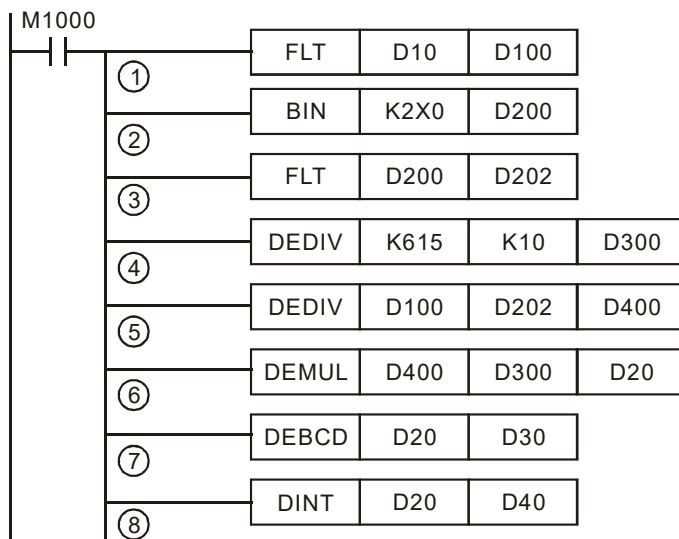 M1000
FLT D10 D100
1
BIN K2X0 D200
2
FLT D200 D202
3
DEDIV K615 K10 D300
4
DEDIV D100 D202 D400
5
DEMUL D400 D300 D20
6
DEBCD D20 D30
7
DINT D20 D40
8